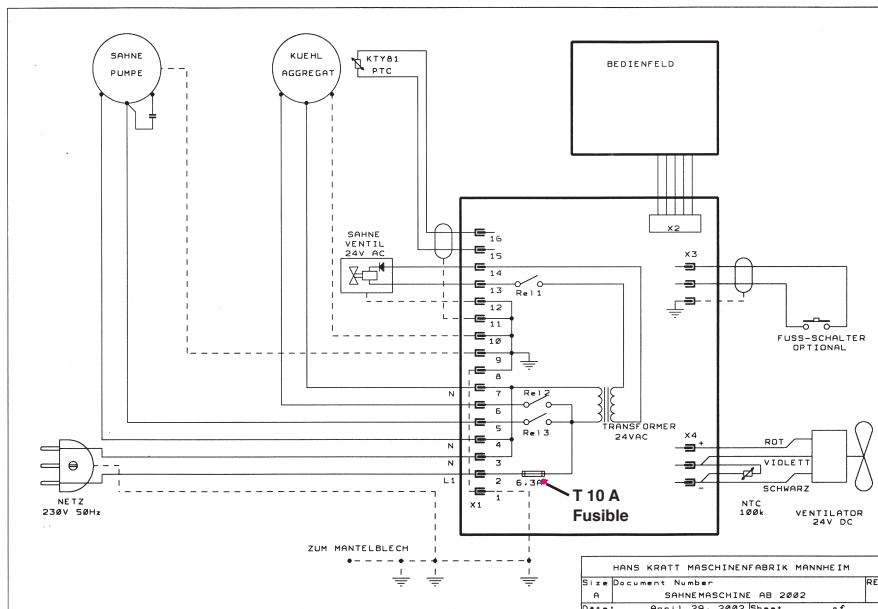 SAHNE
PUMPE
KUEHL
AGGREGAT
KTY81
PTC
BEDIENFELD
X2
SAHNE
VENTIL
24V AC
16
15
14
13
12
11
10
9
8
7
6
5
4
3
2
1
Rel1
Rel2
Rel3
N
N
N
L1
X1
6,3A
T 10 A
Fusible
TRANSFORMER
24VAC
X3
FUSS-SCHALTER
OPTIONAL
X4
+
-
ROT
VIOLETT
SCHWARZ
NTC
100k
VENTILATOR
24V DC
NETZ
230V 50Hz
ZUM MANTELBLECH
HANS KRATT MASCHINENFABRIK MANNHEIM
Size Document Number RE
A SAHNEMASCHINE AB 2002
Date: April 29, 2002 Sheet of